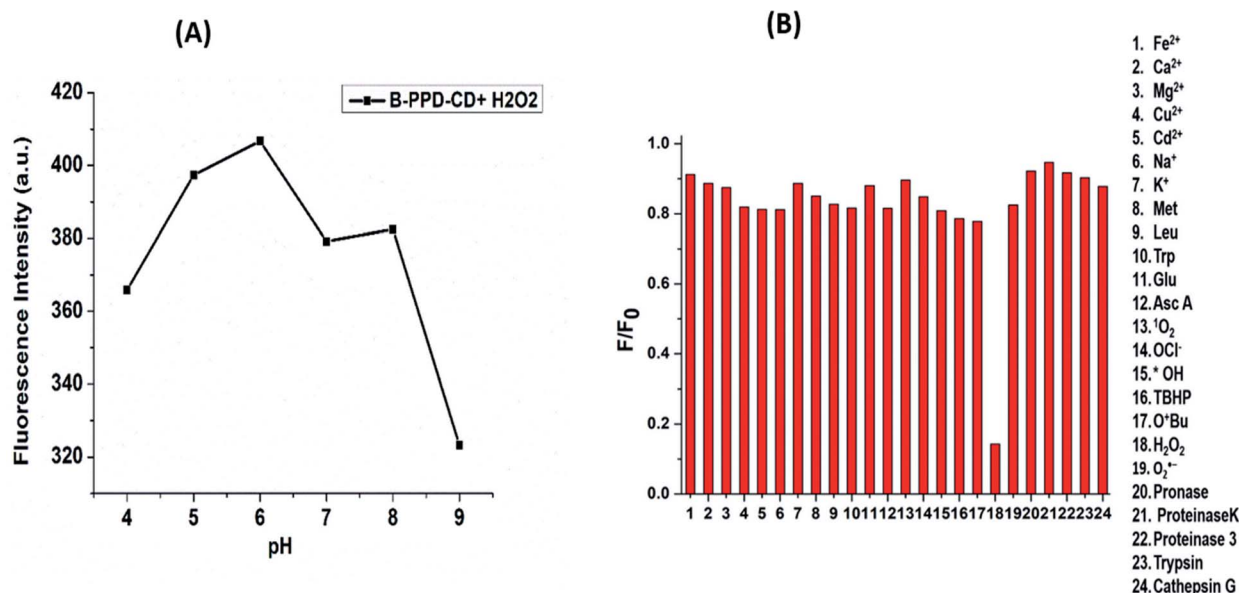 (A)
B-PPD-CD+ H2O2
420
400
380
360
340
320
Fluorescence Intensity (a.u.)
4 5 6 7 8 9
pH
(B)
1.0
0.8
0.6
0.4
0.2
0.0
F/F₀
1 2 3 4 5 6 7 8 9 10 11 12 13 14 15 16 17 18 19 20 21 22 23 24
1. Fe²⁺
2. Ca²⁺
3. Mg²⁺
4. Cu²⁺
5. Cd²⁺
6. Na⁺
7. K⁺
8. Met
9. Leu
10. Trp
11. Glu
12. Asc A
13. ¹O₂
14. OCl⁻
15. * OH
16. TBHP
17. O⁺Bu
18. H₂O₂
19. O₂•⁻
20. Pronase
21. ProteinaseK
22. Proteinase 3
23. Trypsin
24. Cathepsin G